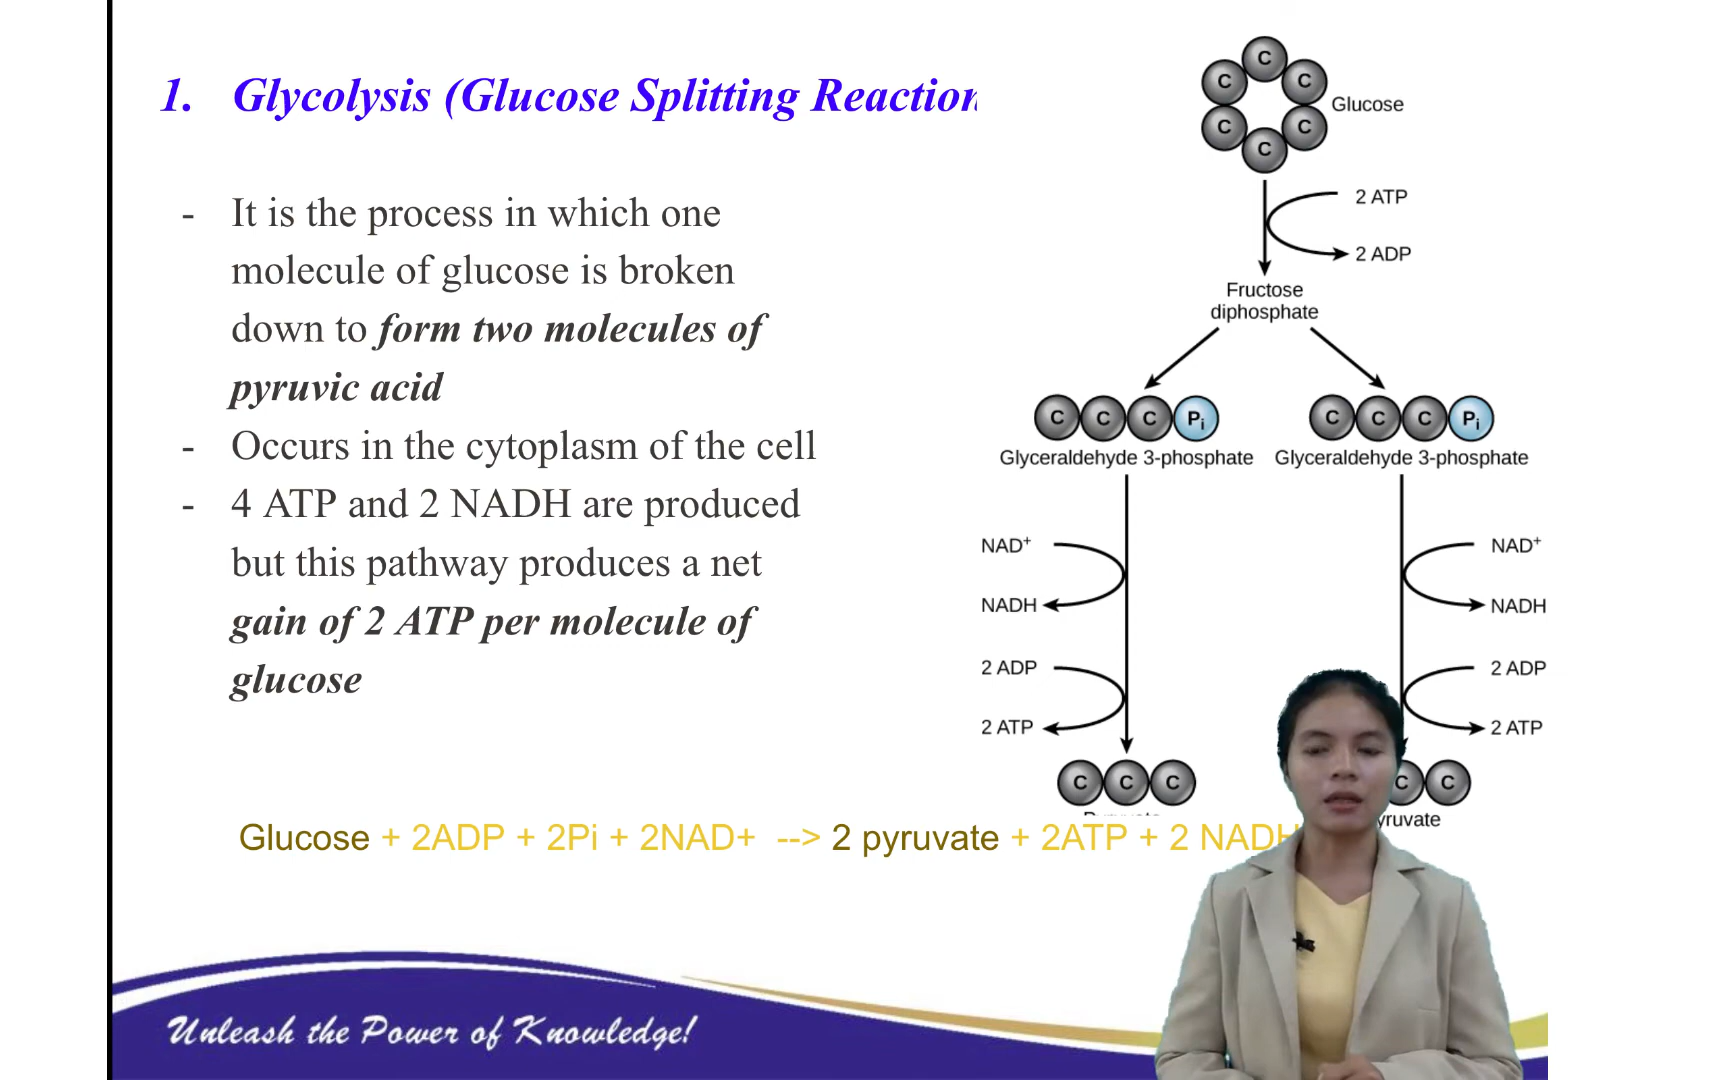 1. Glycolysis (Glucose Splitting Reaction
- It is the process in which one
molecule of glucose is broken
down to form two molecules of
pyruvic acid
- Occurs in the cytoplasm of the cell
- 4 ATP and 2 NADH are produced
but this pathway produces a net
gain of 2 ATP per molecule of
glucose
C
C C
C C
C
Glucose
2 ATP
2 ADP
Fructose
diphosphate
C C C Pi
C C C Pi
Glyceraldehyde 3-phosphate
Glyceraldehyde 3-phosphate
NAD+
NADH
2 ADP
2 ATP
NAD+
NADH
2 ADP
2 ATP
C C C
C C
yruvate
Glucose + 2ADP + 2Pi + 2NAD+ --> 2 pyruvate + 2ATP + 2 NADH
Unleash the Power of Knowledge!